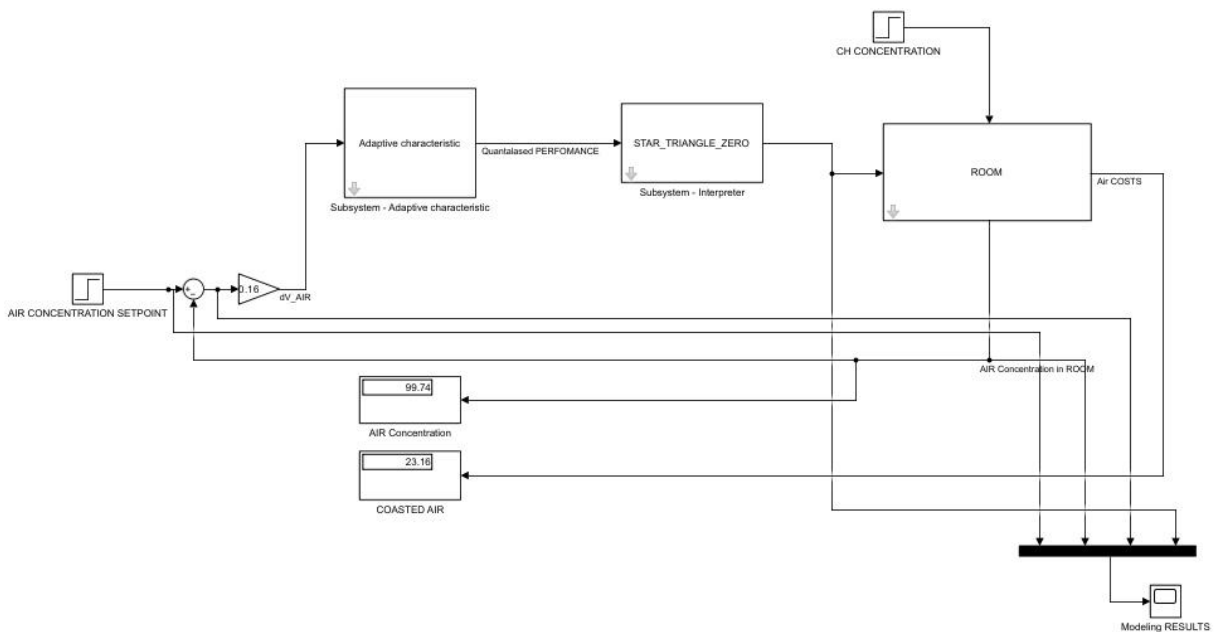 CH CONCENTRATION
Adaptive characteristic
Quantalased PERFOMANCE
STAR_TRIANGLE_ZERO
ROOM
Air COSTS
Subsystem - Interpreter
Subsystem - Adaptive characteristic
+
-
0.16
dV_AIR
AIR CONCENTRATION SETPOINT
AIR Concentration in ROOM
99.74
AIR Concentration
23.16
COASTED AIR
Modeling RESULTS